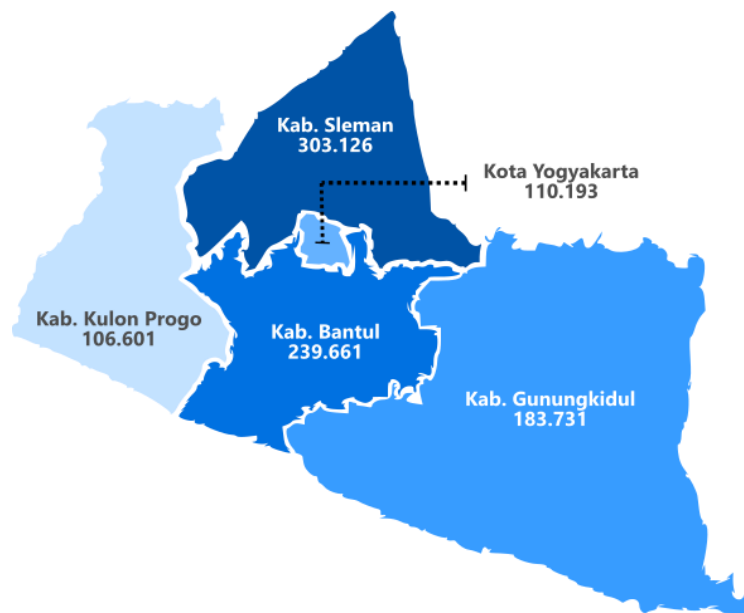 Kab. Sleman
303.126
Kota Yogyakarta
110.193
Kab. Kulon Progo
106.601
Kab. Bantul
239.661
Kab. Gunungkidul
183.731